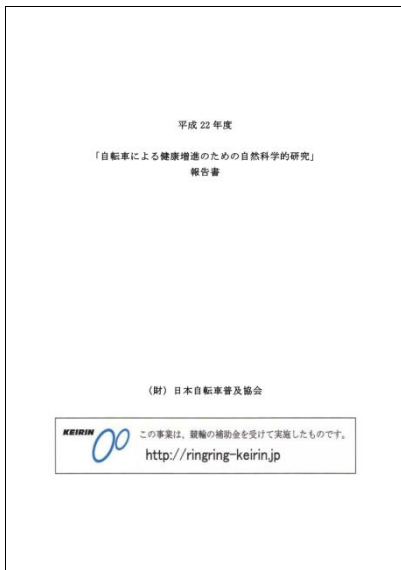 平成 22 年度
「自転車による健康増進のための自然科学的研究」
報告書
(財) 日本自転車普及協会
KEIRIN
この事業は、競輪の補助金を受けて実施したものです。
http://ringring-keirin.jp